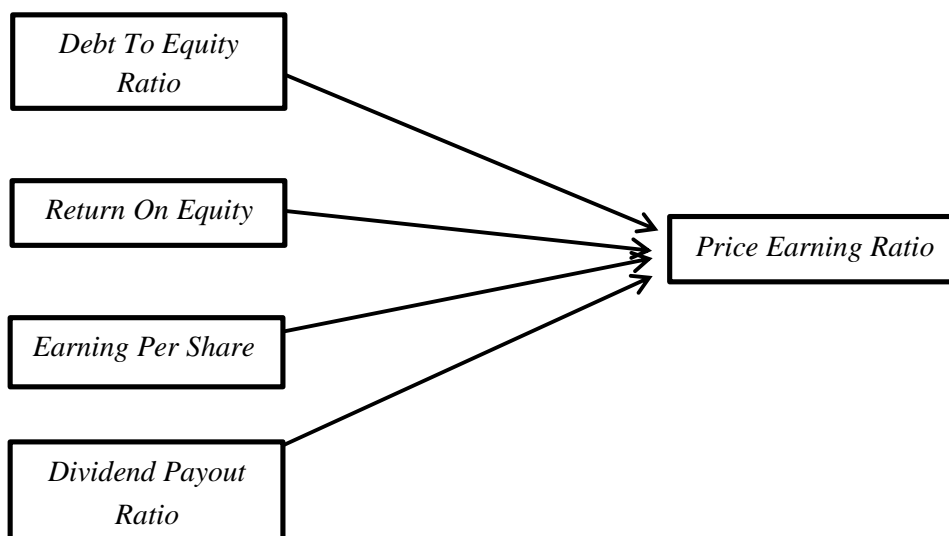 Debt To Equity
Ratio
Return On Equity
Price Earning Ratio
Earning Per Share
Dividend Payout
Ratio